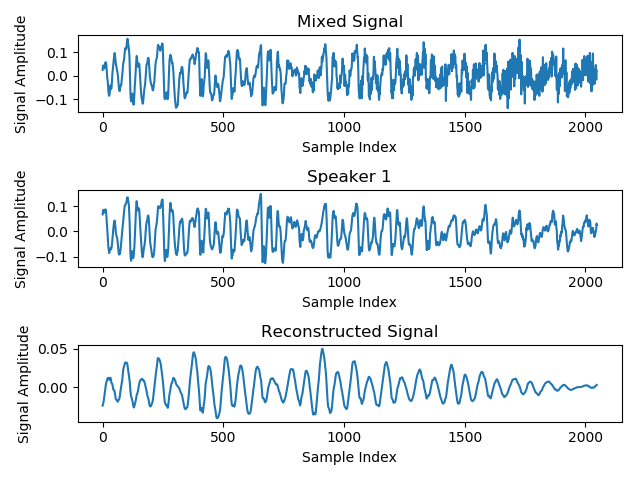 Mixed Signal
Signal Amplitude
0.1
0.0
−0.1
0 500 1000 1500 2000
Sample Index
Speaker 1
Signal Amplitude
0.1
0.0
−0.1
0 500 1000 1500 2000
Sample Index
Reconstructed Signal
Signal Amplitude
0.05
0.00
0 500 1000 1500 2000
Sample Index